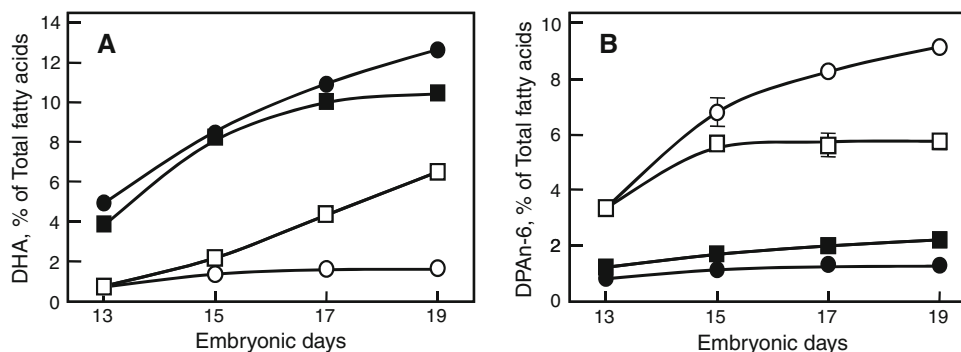 A
DHA, % of Total fatty acids
14
12
10
8
6
4
2
0
13 15 17 19
Embryonic days
B
DPAn-6, % of Total fatty acids
10
8
6
4
2
0
13 15 17 19
Embryonic days